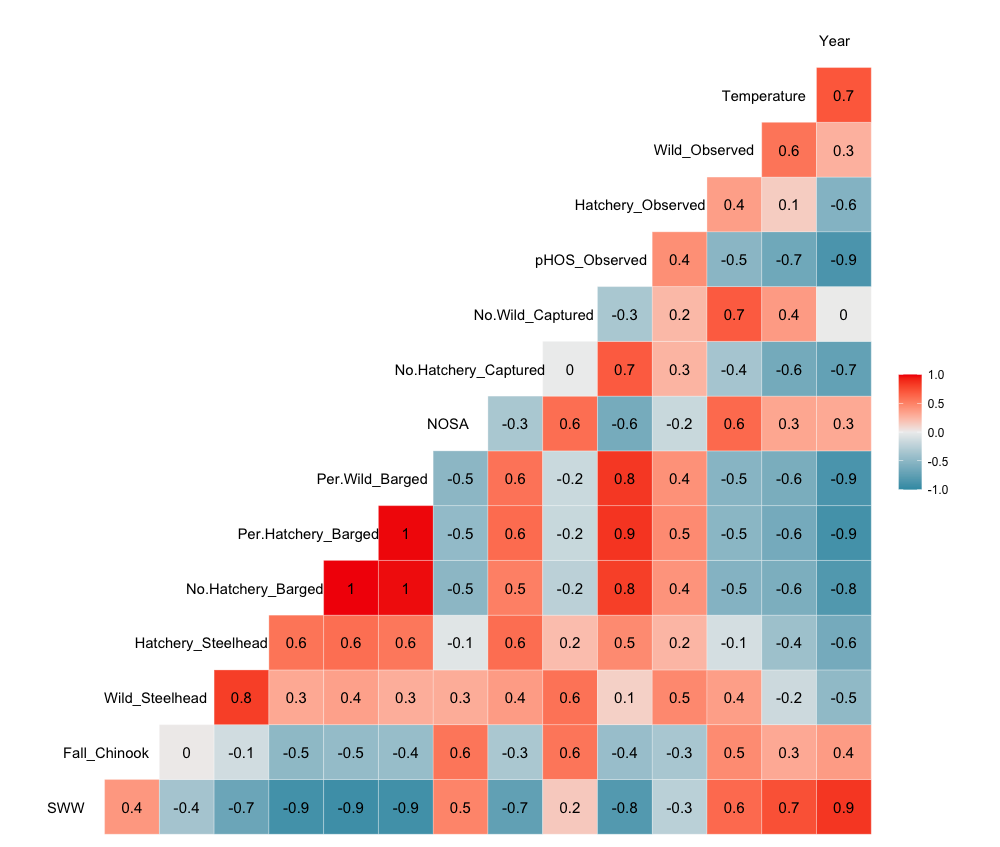 Year
Temperature 0.7
Wild_Observed 0.6 0.3
Hatchery_Observed 0.4 0.1 -0.6
pHOS_Observed 0.4 -0.5 -0.7 -0.9
No.Wild_Captured -0.3 0.2 0.7 0.4 0
No.Hatchery_Captured 0 0.7 0.3 -0.4 -0.6 -0.7
NOSA -0.3 0.6 -0.6 -0.2 0.6 0.3 0.3
Per.Wild_Barged -0.5 0.6 -0.2 0.8 0.4 -0.5 -0.6 -0.9
Per.Hatchery_Barged 1 -0.5 0.6 -0.2 0.9 0.5 -0.5 -0.6 -0.9
No.Hatchery_Barged 1 1 -0.5 0.5 -0.2 0.8 0.4 -0.5 -0.6 -0.8
Hatchery_Steelhead 0.6 0.6 0.6 -0.1 0.6 0.2 0.5 0.2 -0.1 -0.4 -0.6
Wild_Steelhead 0.8 0.3 0.4 0.3 0.3 0.4 0.6 0.1 0.5 0.4 -0.2 -0.5
Fall_Chinook 0 -0.1 -0.5 -0.5 -0.4 0.6 -0.3 0.6 -0.4 -0.3 0.5 0.3 0.4
SWW 0.4 -0.4 -0.7 -0.9 -0.9 -0.9 0.5 -0.7 0.2 -0.8 -0.3 0.6 0.7 0.9
1.0
0.5
0.0
-0.5
-1.0